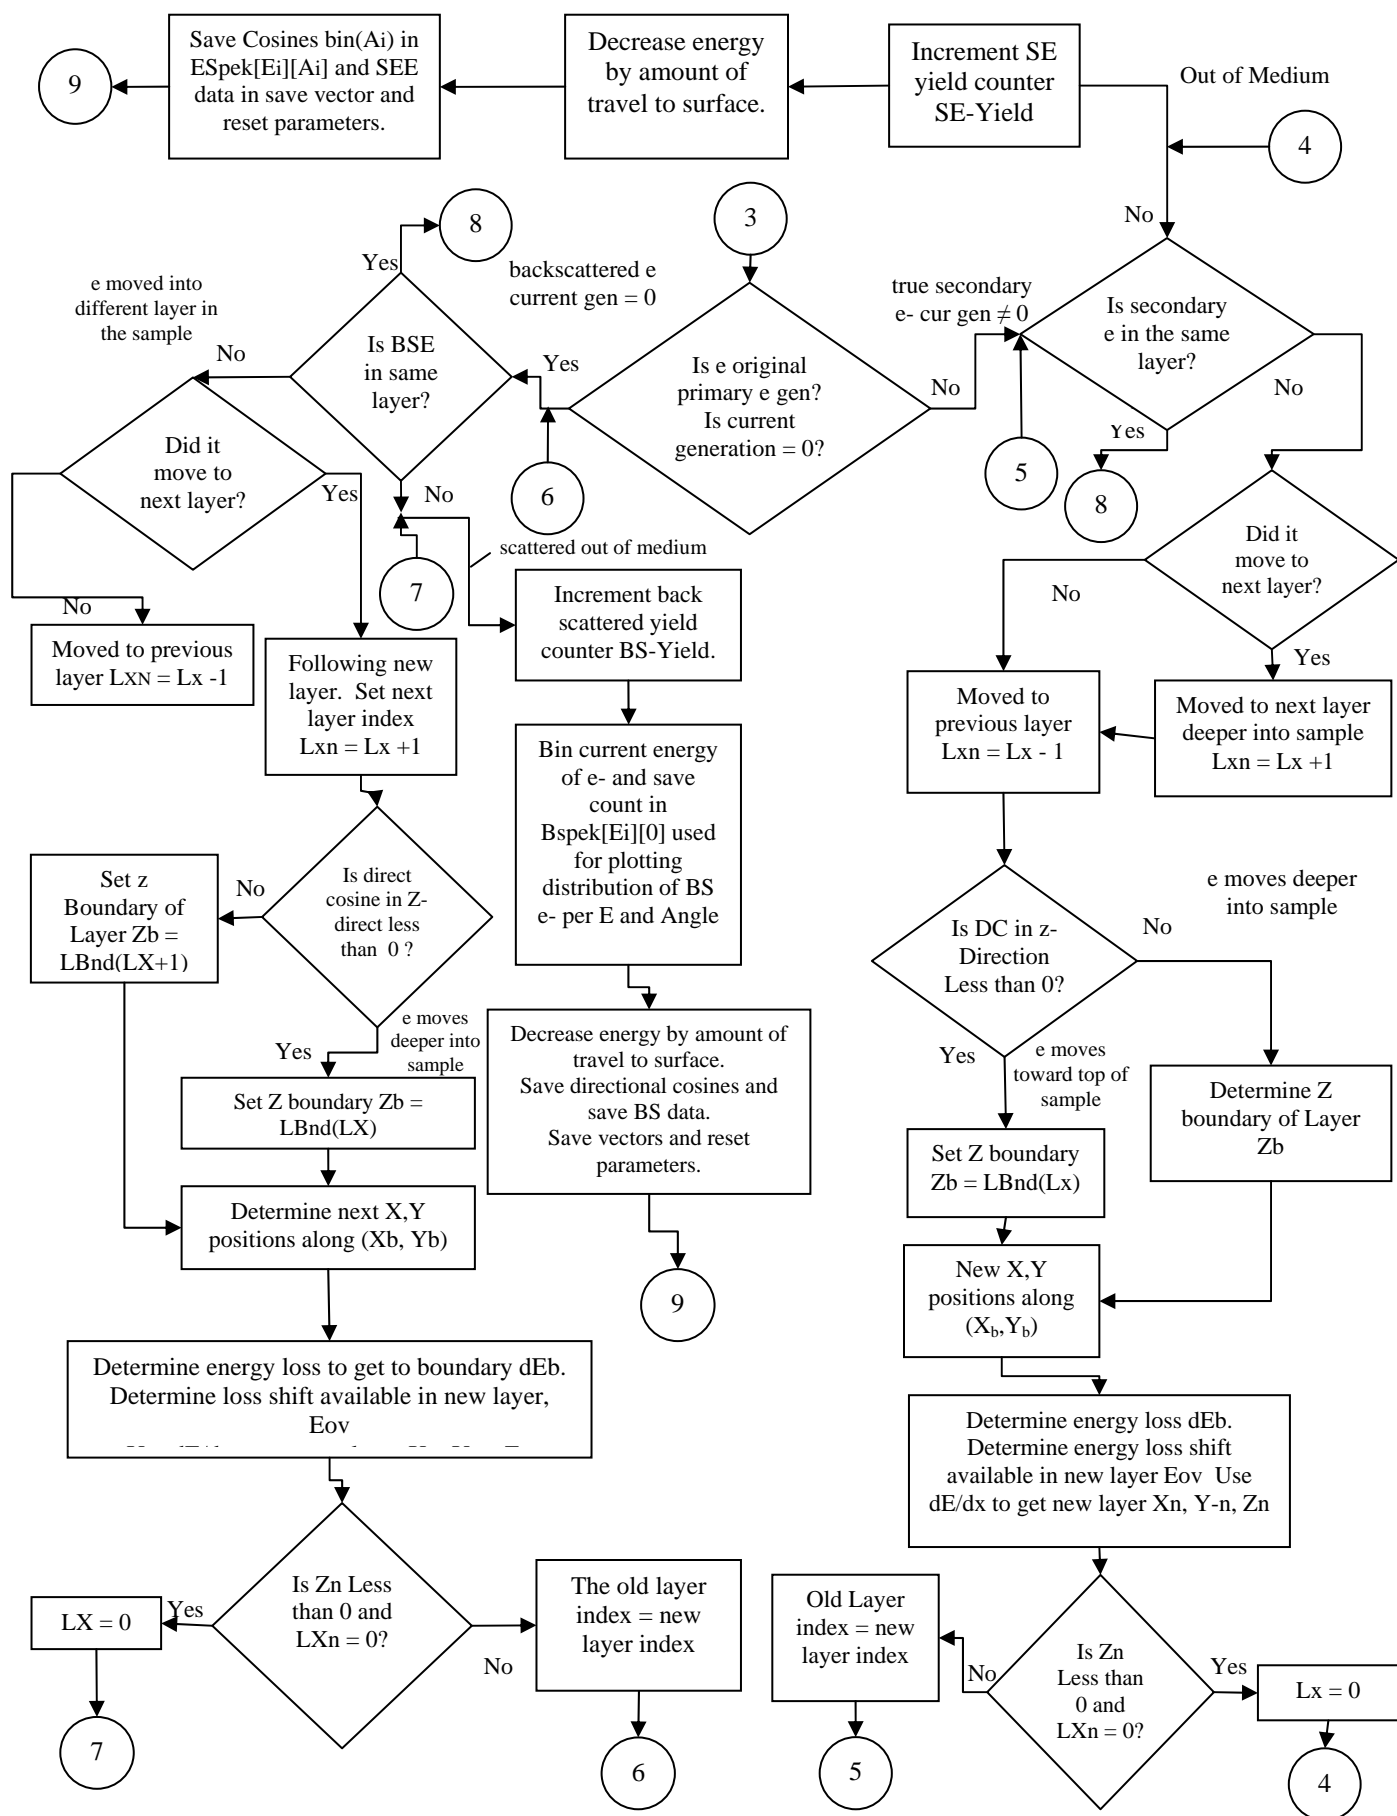 Save Cosines bin(Ai) in
ESpek[Ei][Ai] and SEE
data in save vector and
reset parameters.
9
Decrease energy
by amount of
travel to surface.
Increment SE
yield counter
SE-Yield
Out of Medium
4
No
8
3
Yes
e moved into
different layer in
the sample
backscattered e
current gen = 0
true secondary
e- cur gen ≠ 0
Is secondary
e in the same
layer?
No
Is BSE
in same
layer?
Yes
Is e original
primary e gen?
Is current
generation = 0?
No
No
Yes
Did it
move to
next layer?
Yes
No
6
5
8
Did it
move to
next layer?
scattered out of medium
7
No
No
Yes
Moved to previous
layer LXN = Lx -1
Following new
layer. Set next
layer index
Lxn = Lx +1
Increment back
scattered yield
counter BS-Yield.
Moved to
previous layer
Lxn = Lx - 1
Moved to next layer
deeper into sample
Lxn = Lx +1
Bin current energy
of e- and save
count in
Bspek[Ei][0] used
for plotting
distribution of BS
e- per E and Angle
Set z
Boundary of
Layer Zb =
LBnd(LX+1)
No
Is direct
cosine in Z-
direct less
than 0 ?
Is DC in z-
Direction
Less than 0?
No
e moves deeper
into sample
Yes
e moves
deeper into
sample
Decrease energy by amount of
travel to surface.
Save directional cosines and
save BS data.
Save vectors and reset
parameters.
Yes
e moves
toward top of
sample
Determine Z
boundary of Layer
Zb
Set Z boundary Zb =
LBnd(LX)
Set Z boundary
Zb = LBnd(Lx)
Determine next X,Y
positions along (Xb, Yb)
9
New X,Y
positions along
(Xb,Yb)
Determine energy loss to get to boundary dEb.
Determine loss shift available in new layer,
Eov
Determine energy loss dEb.
Determine energy loss shift
available in new layer Eov Use
dE/dx to get new layer Xn, Y-n, Zn
Is Zn Less
than 0 and
LXn = 0?
Yes
LX = 0
No
The old layer
index = new
layer index
Old Layer
index = new
layer index
No
Is Zn
Less than
0 and
LXn = 0?
Yes
Lx = 0
7
6
5
4